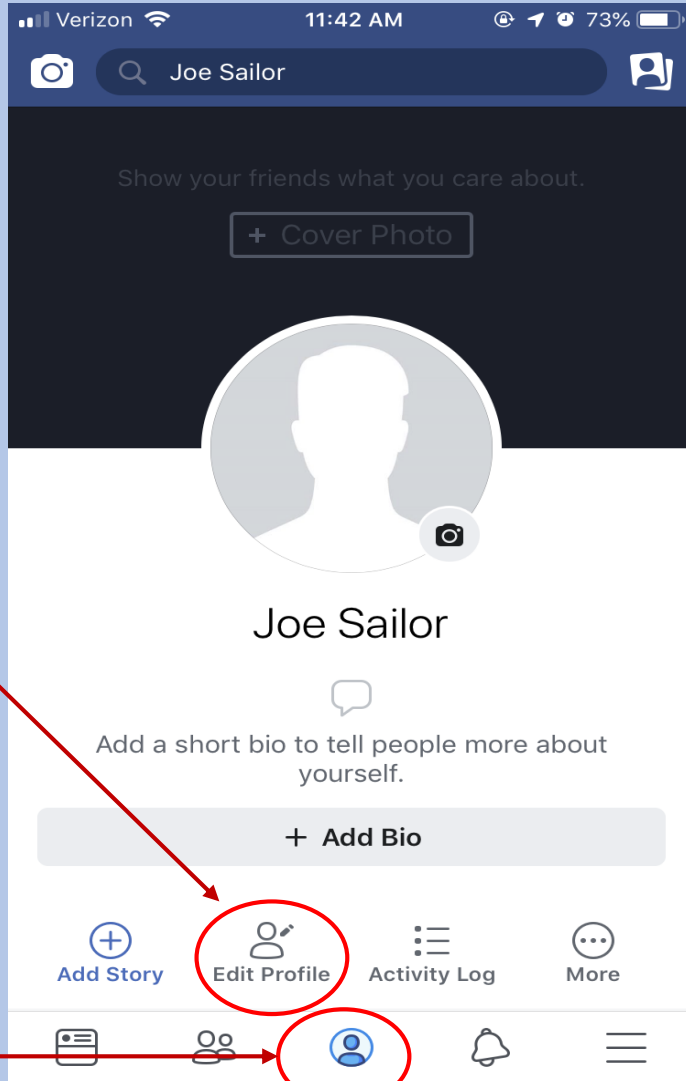 Verizon 11:42 AM 73%
Joe Sailor
Show your friends what you care about.
+ Cover Photo
Joe Sailor
Add a short bio to tell people more about
yourself.
+ Add Bio
Add Story Edit Profile Activity Log More